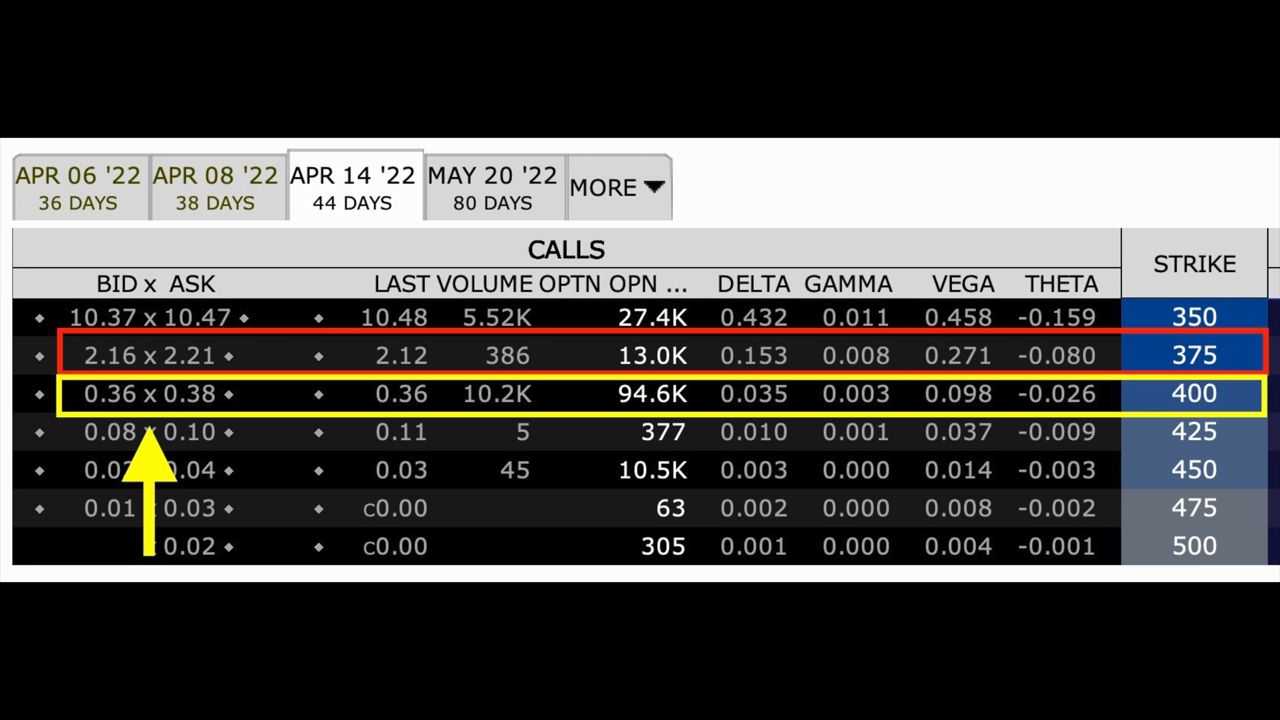 APR 06 '22 APR 08 '22 APR 14 '22 MAY 20 '22 MORE
36 DAYS 38 DAYS 44 DAYS 80 DAYS
CALLS STRIKE
BID x ASK LAST VOLUME OPTN OPN ... DELTA GAMMA VEGA THETA
10.37 x 10.47 10.48 5.52K 27.4K 0.432 0.011 0.458 -0.159 350
2.16 x 2.21 2.12 386 13.0K 0.153 0.008 0.271 -0.080 375
0.36 x 0.38 0.36 10.2K 94.6K 0.035 0.003 0.098 -0.026 400
0.08 x 0.10 0.11 5 377 0.010 0.001 0.037 -0.009 425
0.04 0.03 45 10.5K 0.003 0.000 0.014 -0.003 450
0.01 0.03 c0.00 63 0.002 0.000 0.008 -0.002 475
0.02 c0.00 305 0.001 0.000 0.004 -0.001 500